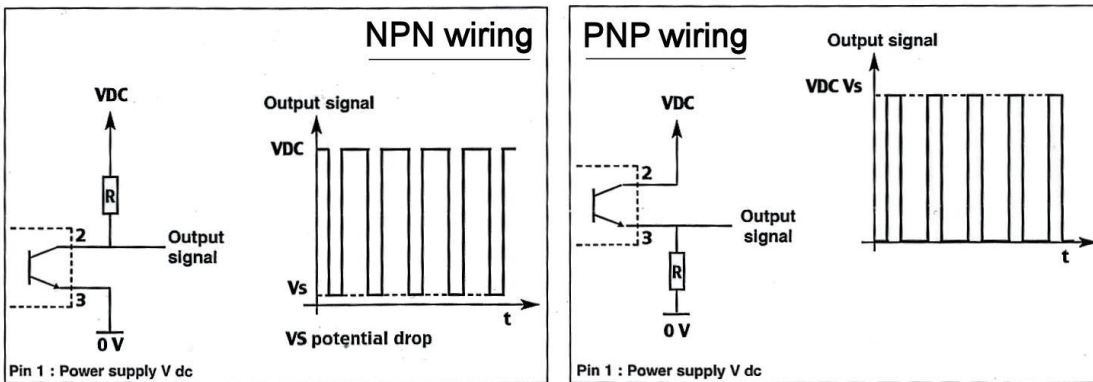 NPN wiring
VDC
R
2
Output
signal
3
0 V
Output signal
VDC
Vs
t
VS potential drop
Pin 1 : Power supply V dc
PNP wiring
VDC
2
3
Output
signal
R
0 V
Output signal
VDC Vs
t
Pin 1 : Power supply V dc